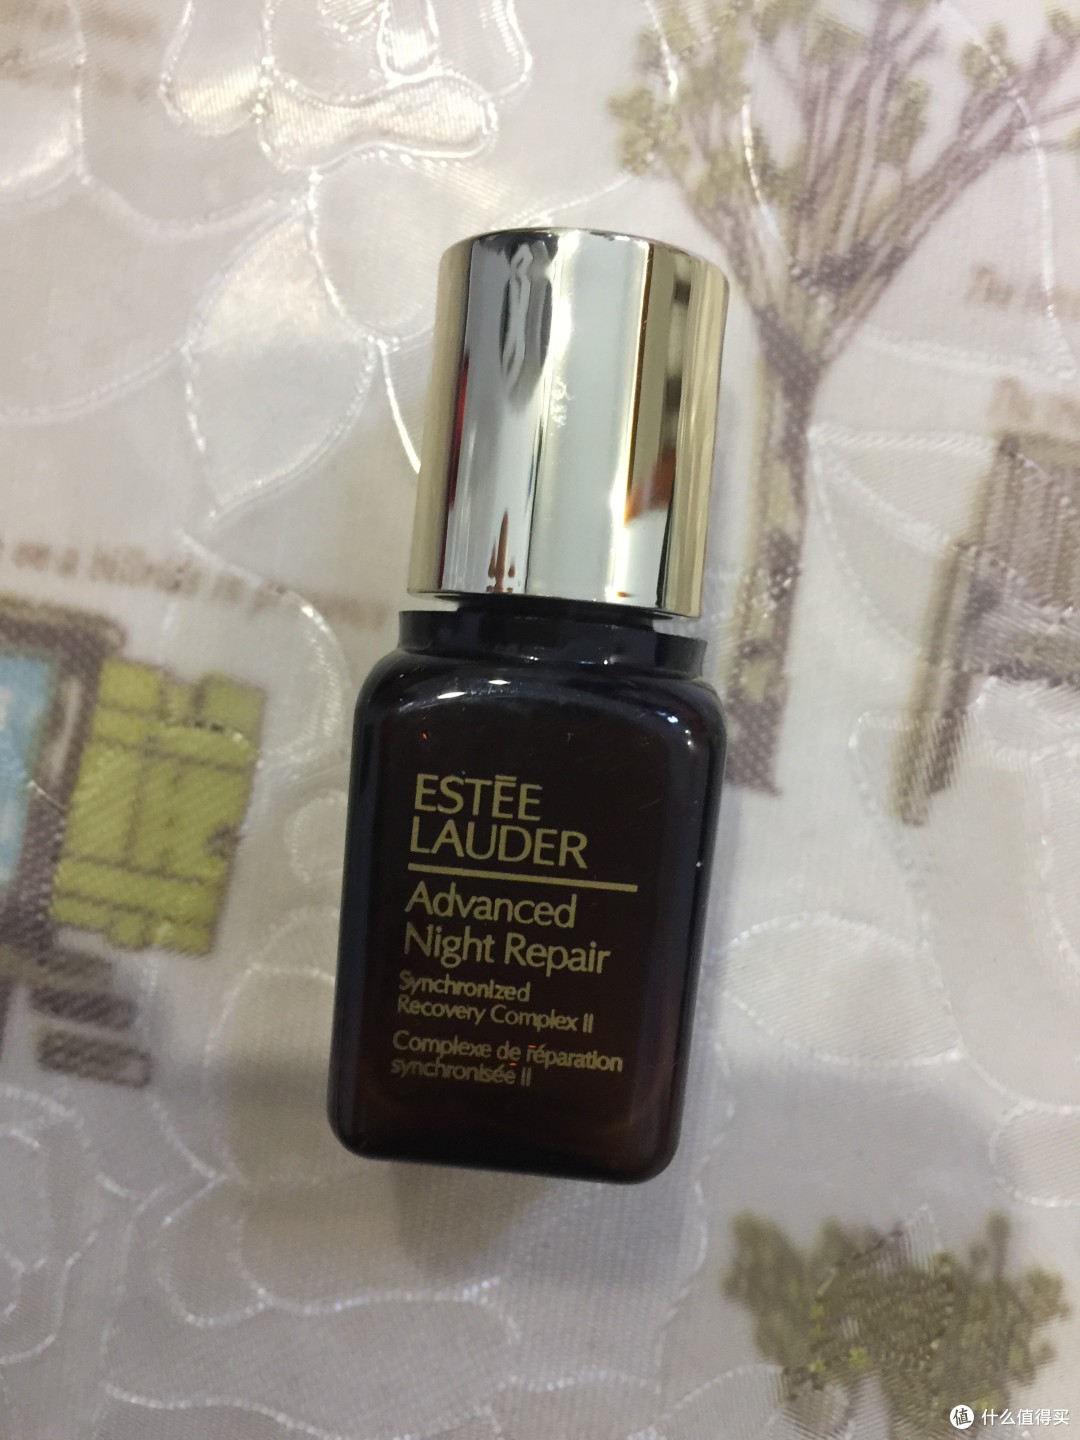 ESTĒE
LAUDER
Advanced
Night Repair
Synchronized
Recovery Complex II
Complexe de réparation
synchronisée II
值 什么值得买